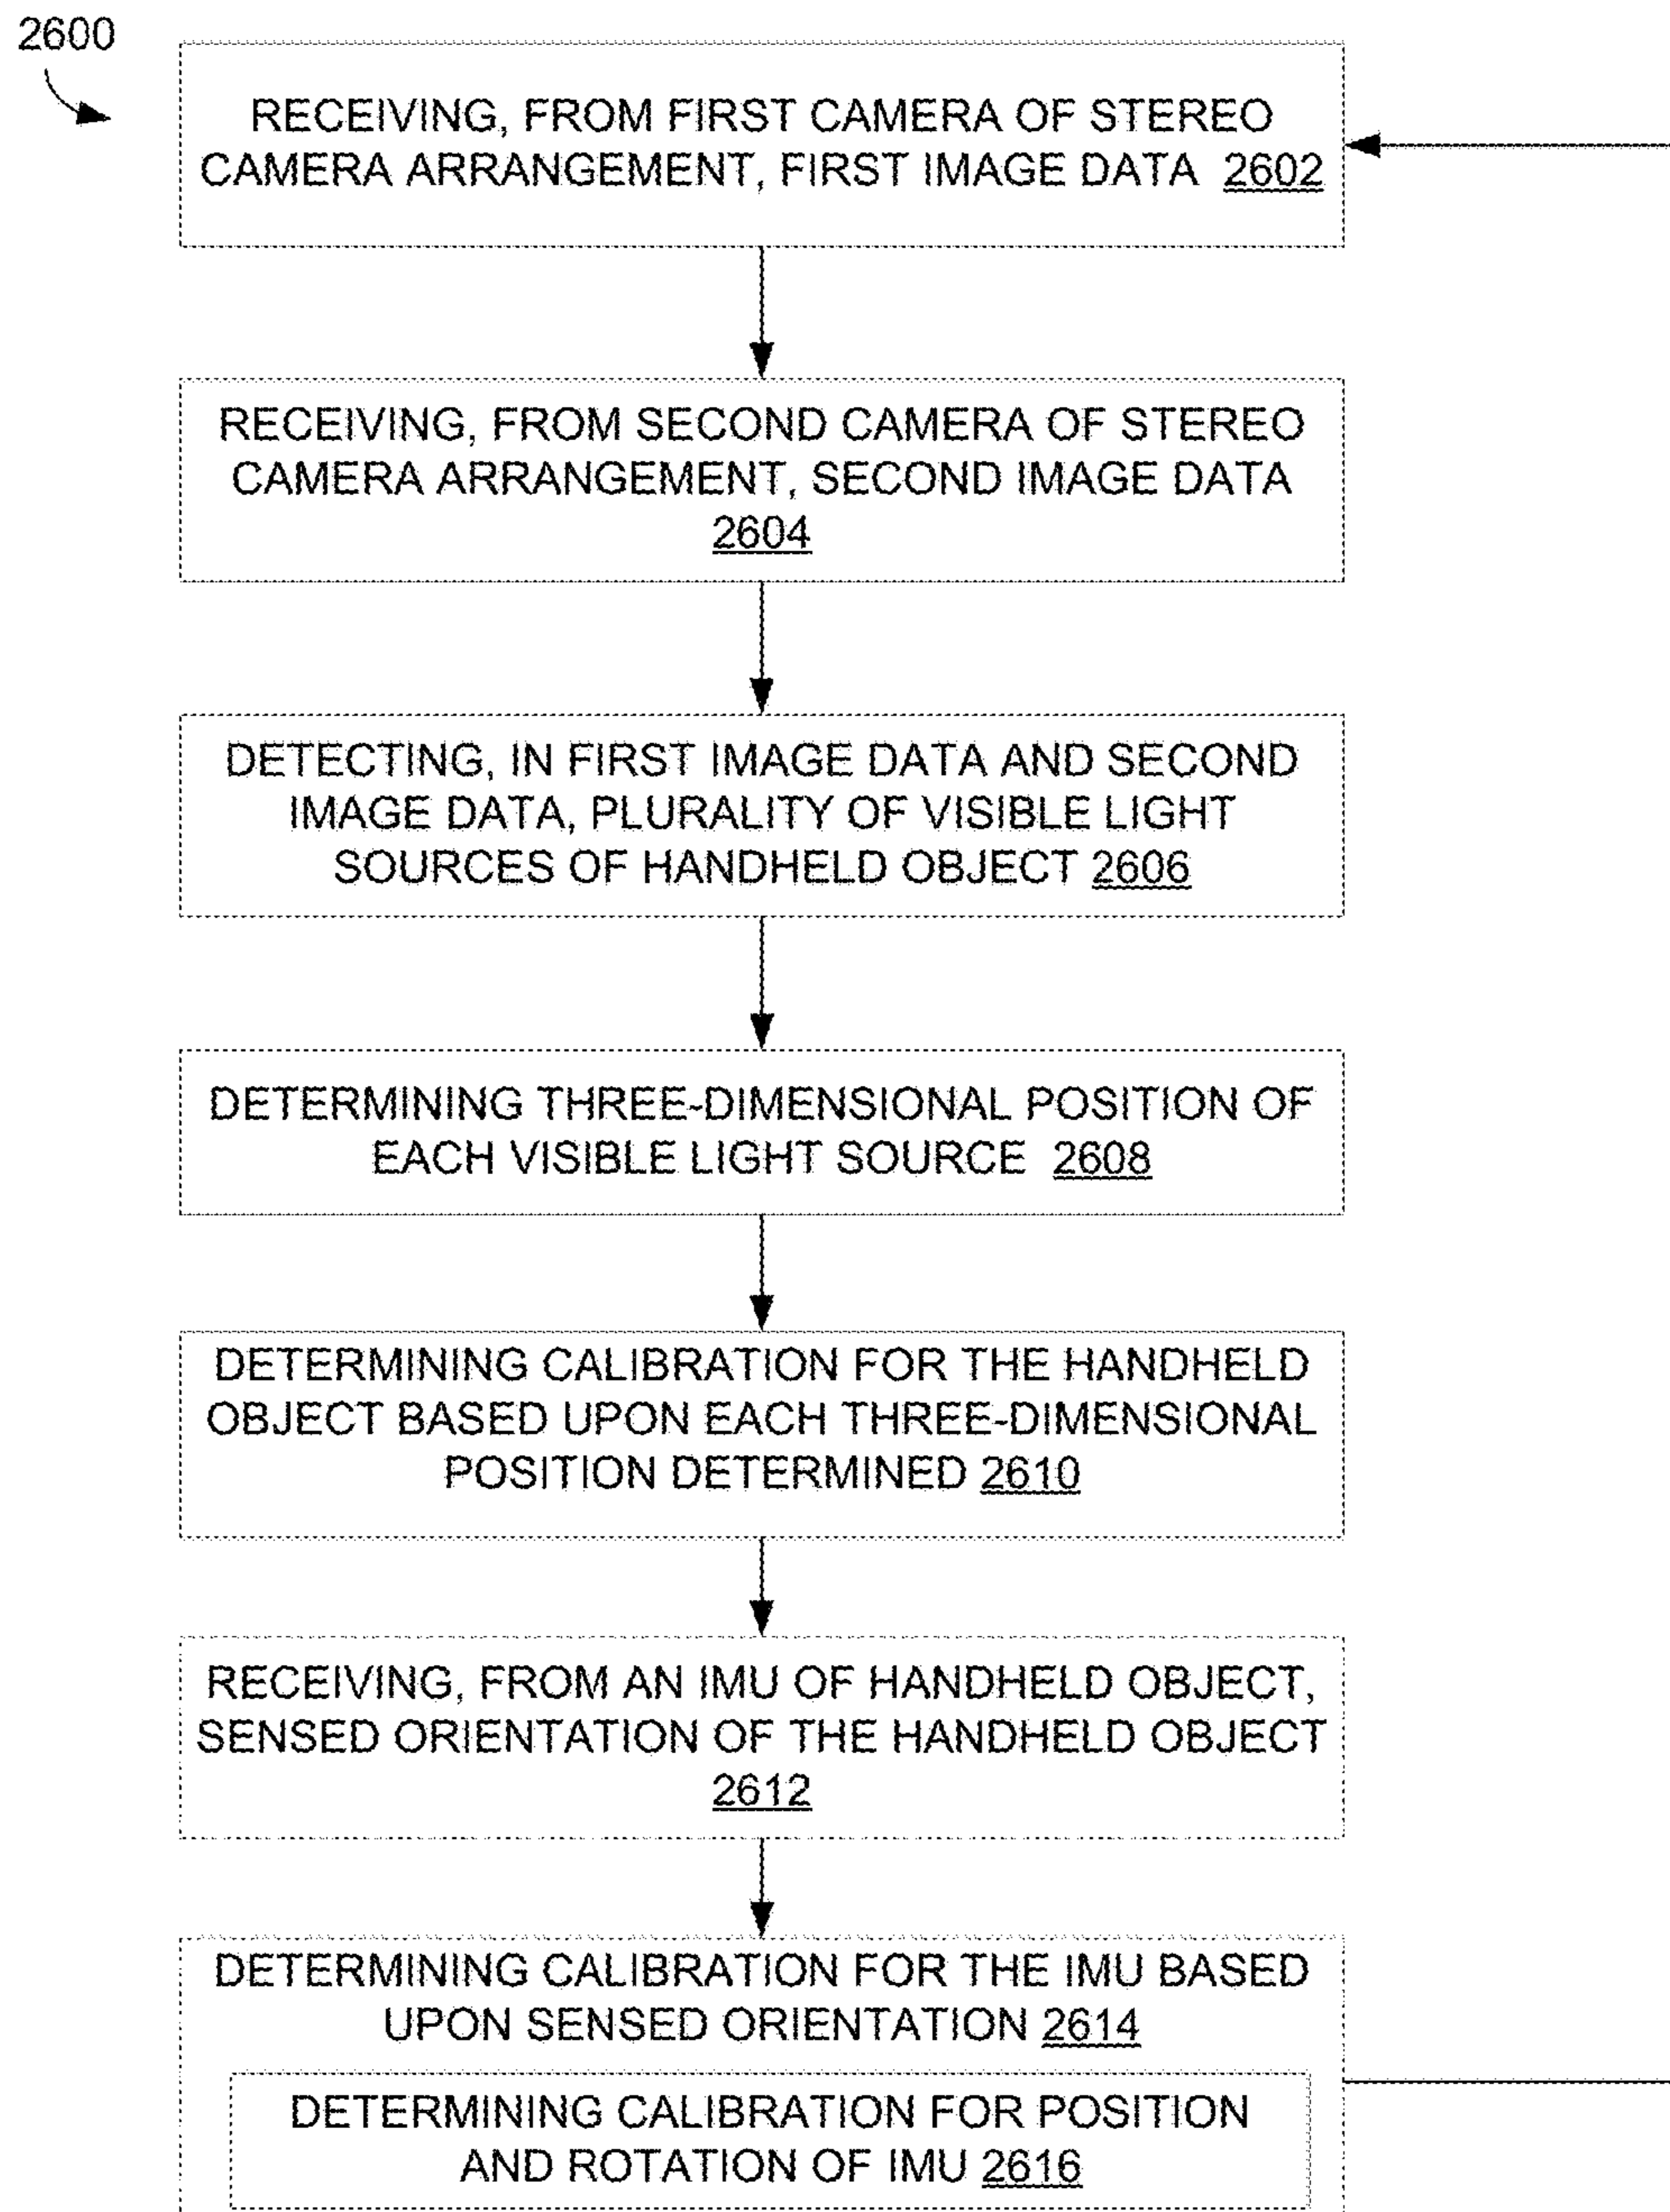 2600
RECEIVING, FROM FIRST CAMERA OF STEREO
CAMERA ARRANGEMENT, FIRST IMAGE DATA 2602
RECEIVING, FROM SECOND CAMERA OF STEREO
CAMERA ARRANGEMENT, SECOND IMAGE DATA
2604
DETECTING, IN FIRST IMAGE DATA AND SECOND
IMAGE DATA, PLURALITY OF VISIBLE LIGHT
SOURCES OF HANDHELD OBJECT 2606
DETERMINING THREE-DIMENSIONAL POSITION OF
EACH VISIBLE LIGHT SOURCE 2608
DETERMINING CALIBRATION FOR THE HANDHELD
OBJECT BASED UPON EACH THREE-DIMENSIONAL
POSITION DETERMINED 2610
RECEIVING, FROM AN IMU OF HANDHELD OBJECT,
SENSED ORIENTATION OF THE HANDHELD OBJECT
2612
DETERMINING CALIBRATION FOR THE IMU BASED
UPON SENSED ORIENTATION 2614
DETERMINING CALIBRATION FOR POSITION
AND ROTATION OF IMU 2616